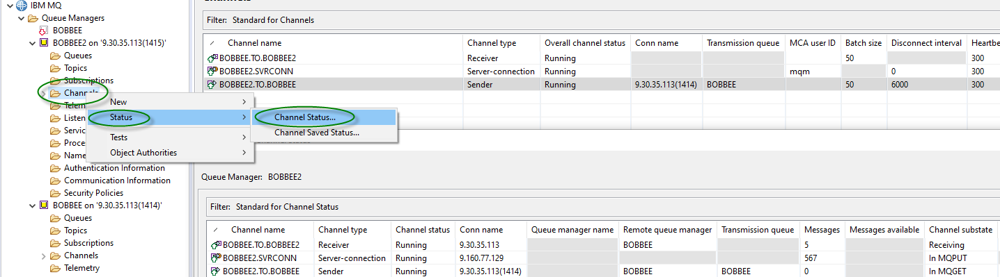 IBM MQ
Queue Managers
BOBBEE
BOBBEE2 on '9.30.35.113(1415)'
Queues
Topics
Subscriptions
Channels
Listen
Servic
Proce
Name
Authentication Information
Communication Information
Security Policies
BOBBEE on '9.30.35.113(1414)'
Queues
Topics
Subscriptions
Channels
Telemetry
New
Status
Tests
Object Authorities
Channel Status...
Channel Saved Status...
Filter: Standard for Channels
Channel name Channel type Overall channel status Conn name Transmission queue MCA user ID Batch size Disconnect interval Heartbe
BOBBEE.TO.BOBBEE2 Receiver Running 50 300
BOBBEE2.SVRCONN Server-connection Running mqm 0 300
BOBBEE2.TO.BOBBEE Sender Running 9.30.35.113(1414) BOBBEE 50 6000 300
Queue Manager: BOBBEE2
Filter: Standard for Channel Status
Channel name Channel type Channel status Conn name Queue manager name Remote queue manager Transmission queue Messages Messages available Channel substate
BOBBEE.TO.BOBBEE2 Receiver Running 9.30.35.113 BOBBEE 5 Receiving
BOBBEE2.SVRCONN Server-connection Running 9.160.77.129 567 In MQPUT
BOBBEE2.TO.BOBBEE Sender Running 9.30.35.113(1414) BOBBEE BOBBEE 0 In MQGET